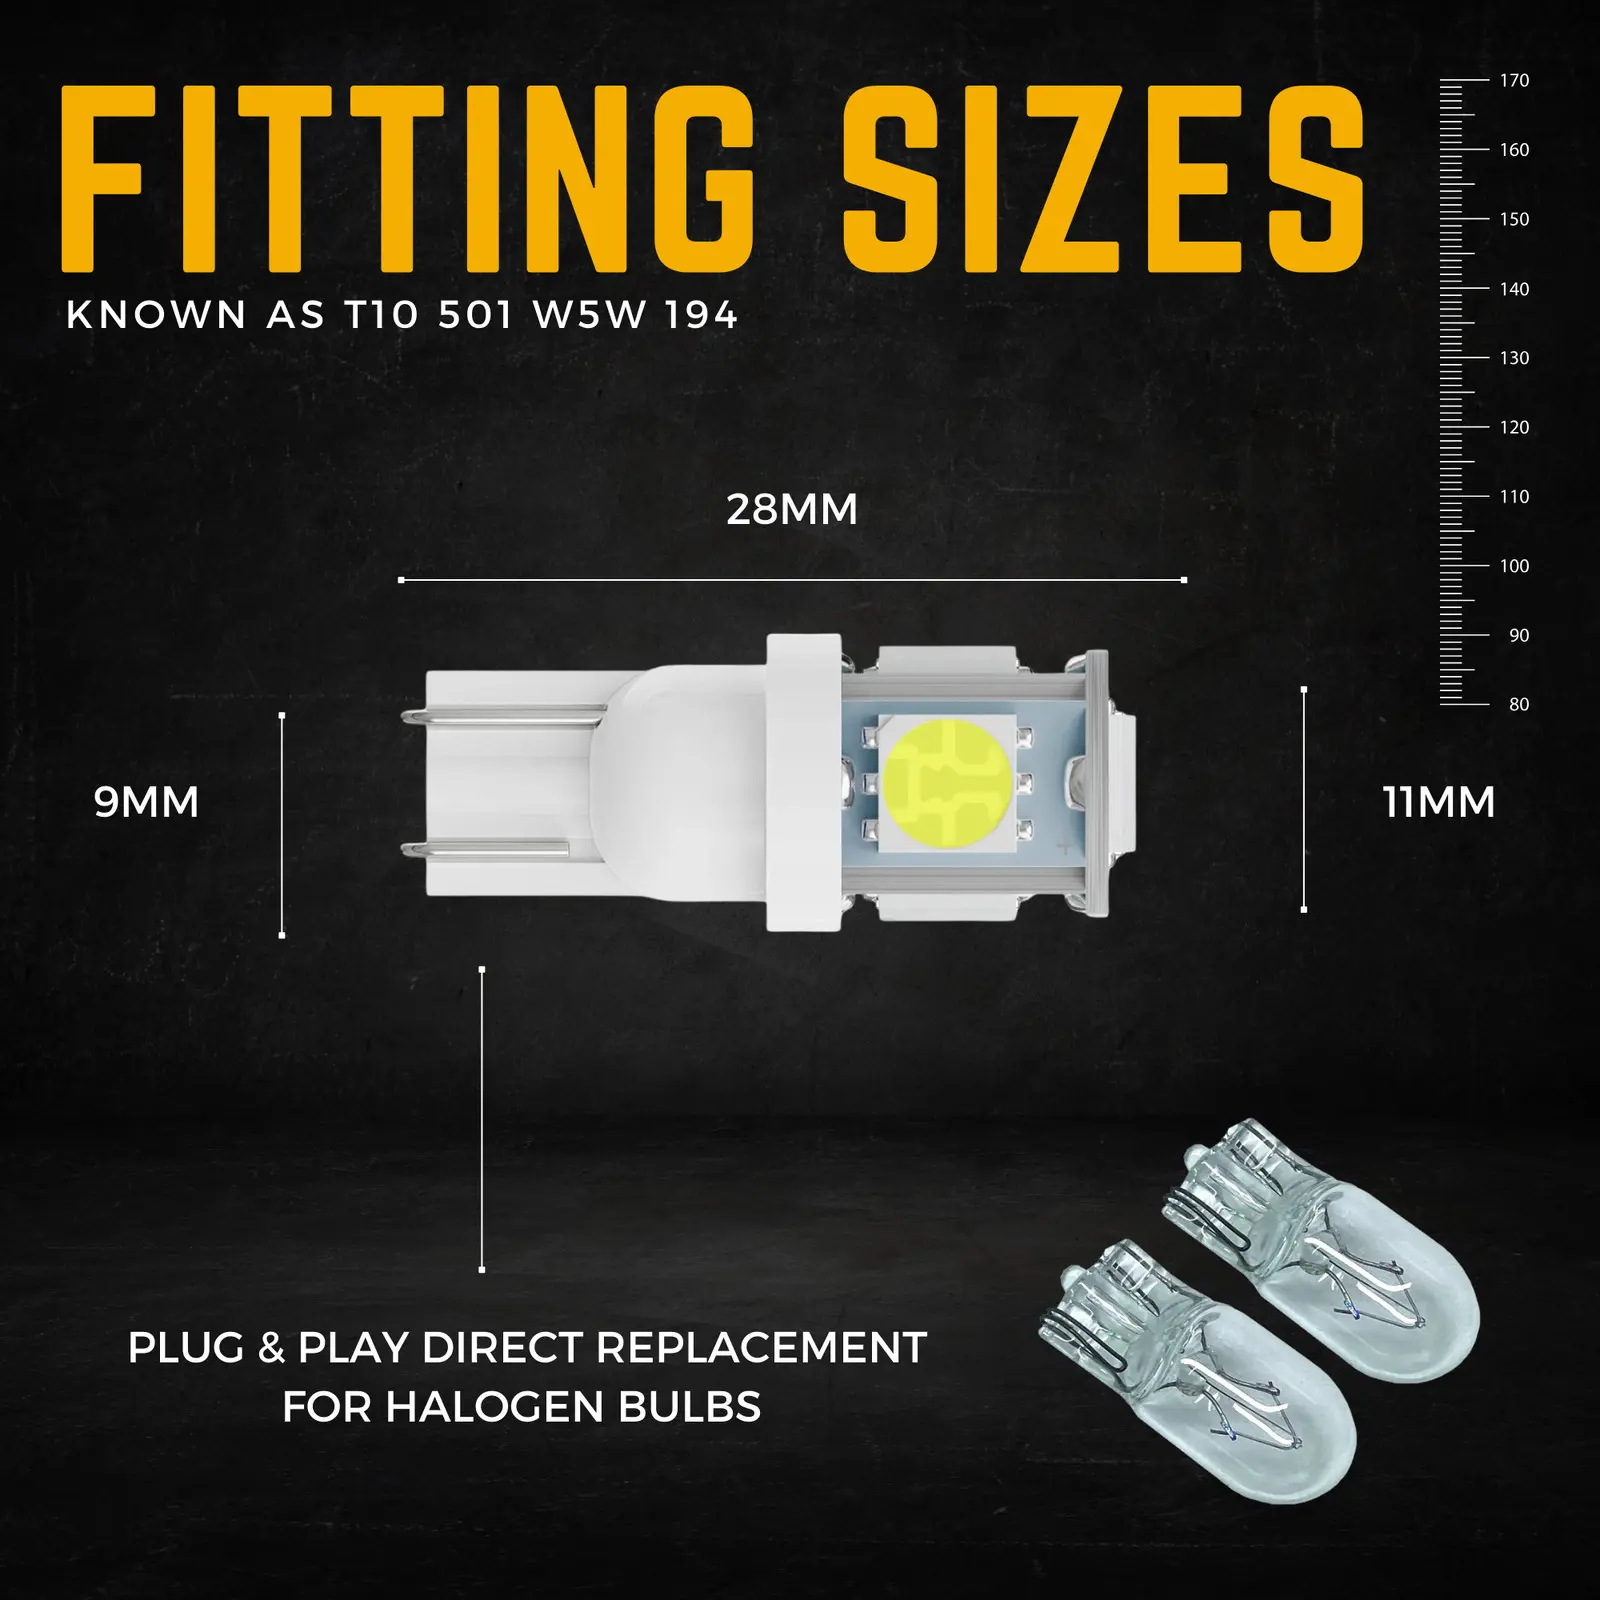 FITTING SIZES
KNOWN AS T10 501 W5W 194
170
160
150
140
130
120
110
100
90
80
28MM
9MM
11MM
+
PLUG & PLAY DIRECT REPLACEMENT
FOR HALOGEN BULBS